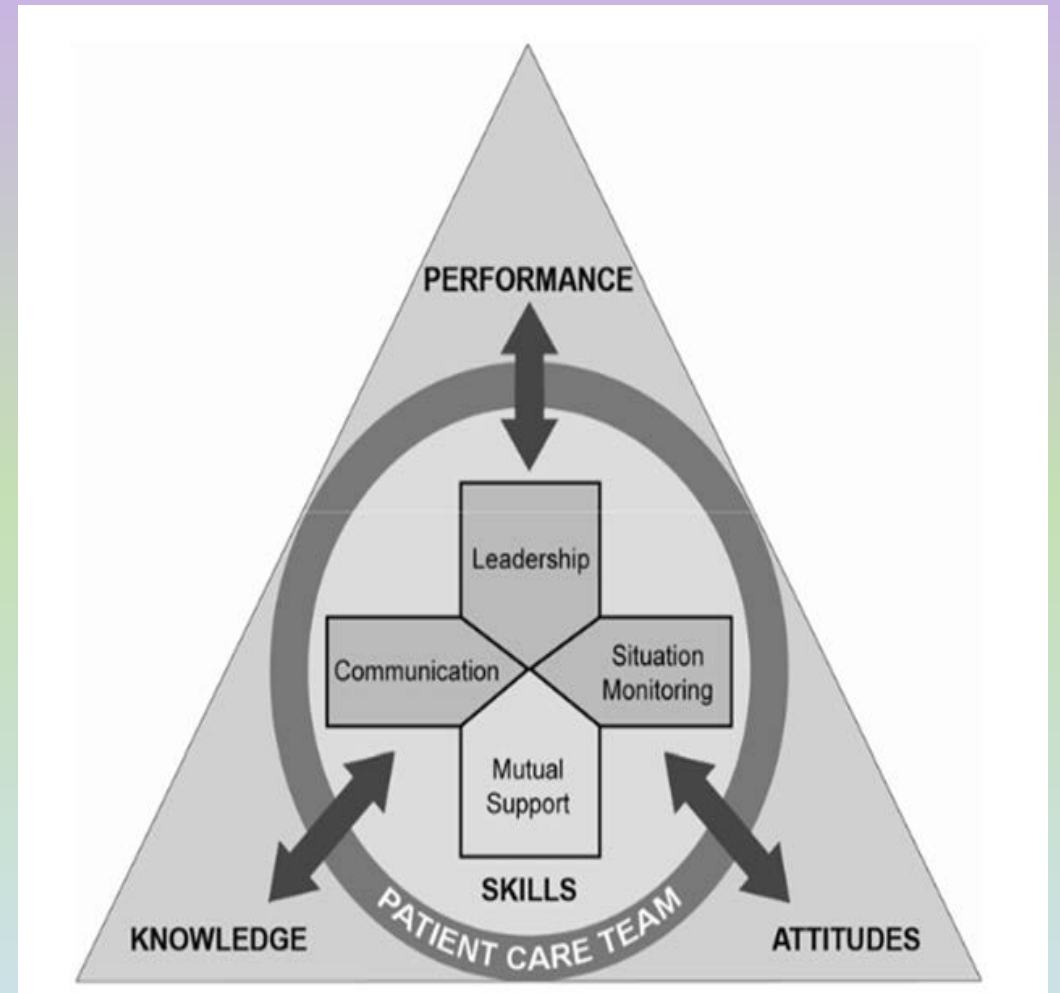 PERFORMANCE
Leadership
Communication
Situation
Monitoring
Mutual
Support
SKILLS
PATIENT CARE TEAM
KNOWLEDGE
ATTITUDES